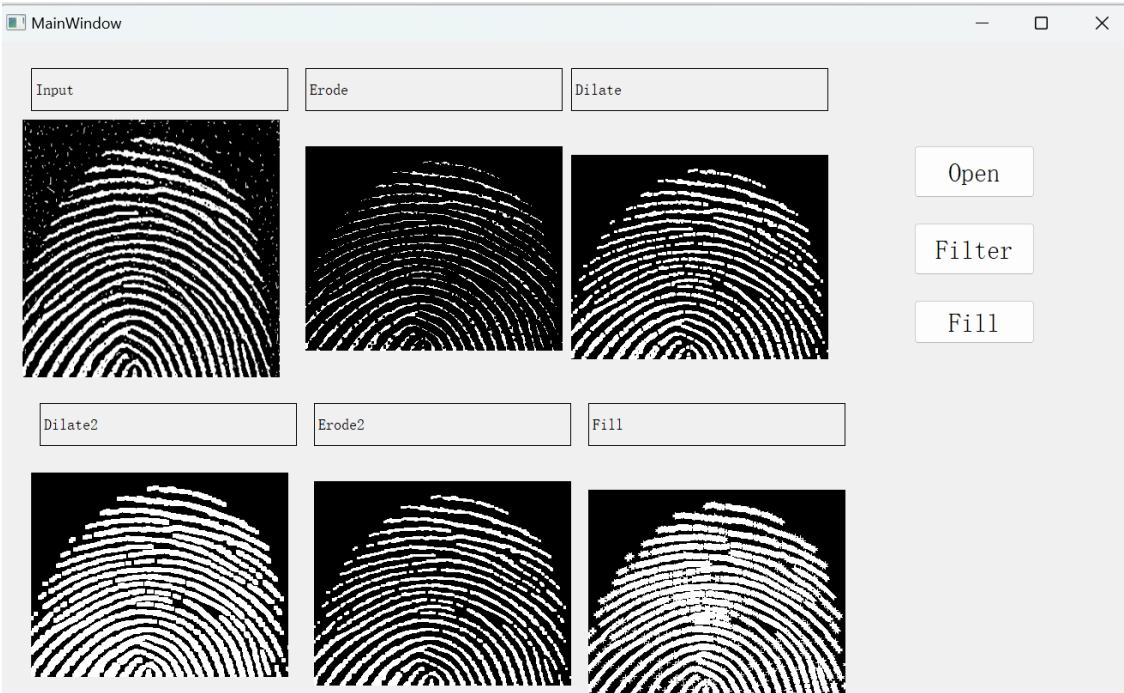 MainWindow
Input
Erode
Dilate
Open
Filter
Fill
Dilate2
Erode2
Fill